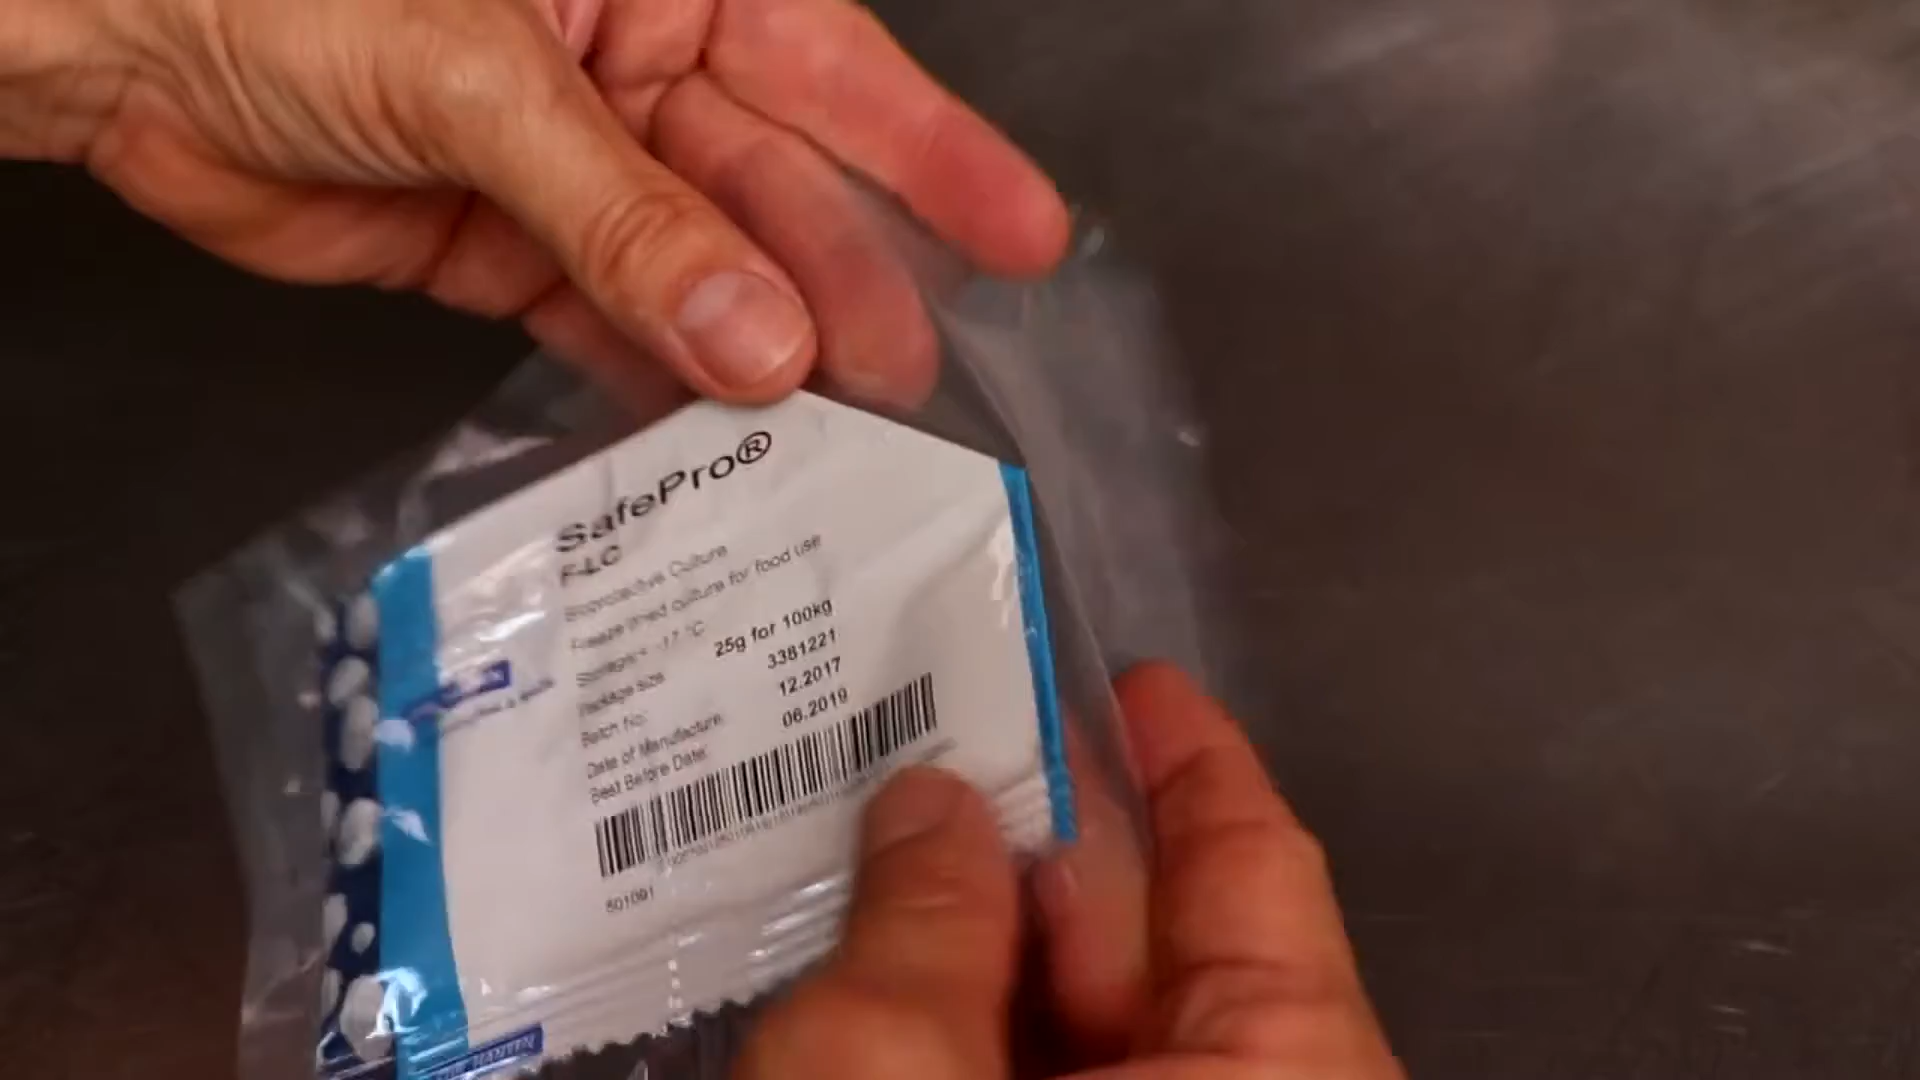 SafePro®
F-LC
Bioprotective Culture
Freeze dried culture for food use
Storage < -17 °C
Package size: 25g for 100kg
Batch No: 3381221
Date of Manufacture: 12.2017
Best Before Date: 06.2019
501091